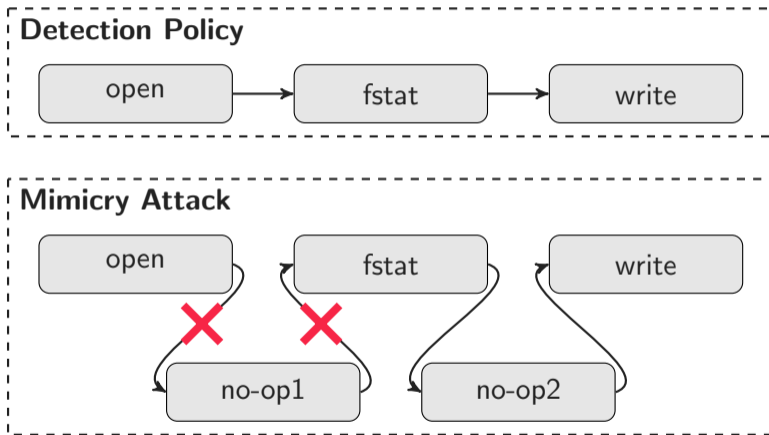 Detection Policy
open
fstat
write
Mimicry Attack
open
fstat
write
no-op1
no-op2